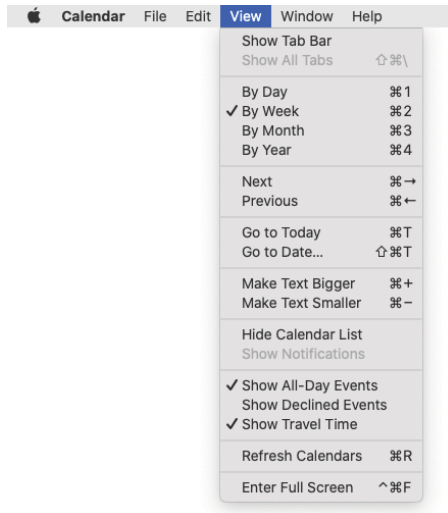 Calendar File Edit View Window Help
Show Tab Bar
Show All Tabs ⇧⌘\
By Day ⌘1
✓ By Week ⌘2
By Month ⌘3
By Year ⌘4
Next ⌘→
Previous ⌘←
Go to Today ⌘T
Go to Date... ⇧⌘T
Make Text Bigger ⌘+
Make Text Smaller ⌘−
Hide Calendar List
Show Notifications
✓ Show All-Day Events
Show Declined Events
✓ Show Travel Time
Refresh Calendars ⌘R
Enter Full Screen ^⌘F